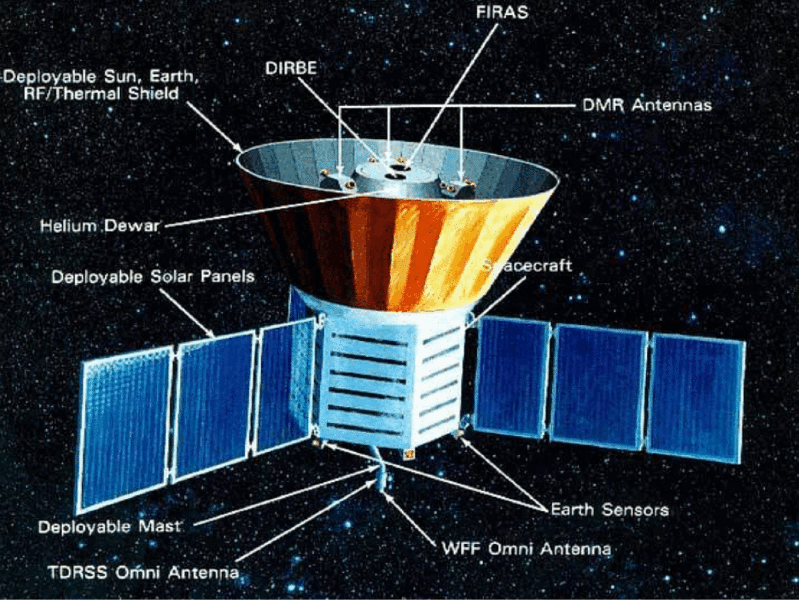 FIRAS
DIRBE
Deployable Sun, Earth,
RF/Thermal Shield
DMR Antennas
Helium Dewar
Spacecraft
Deployable Solar Panels
Earth Sensors
Deployable Mast
WFF Omni Antenna
TDRSS Omni Antenna